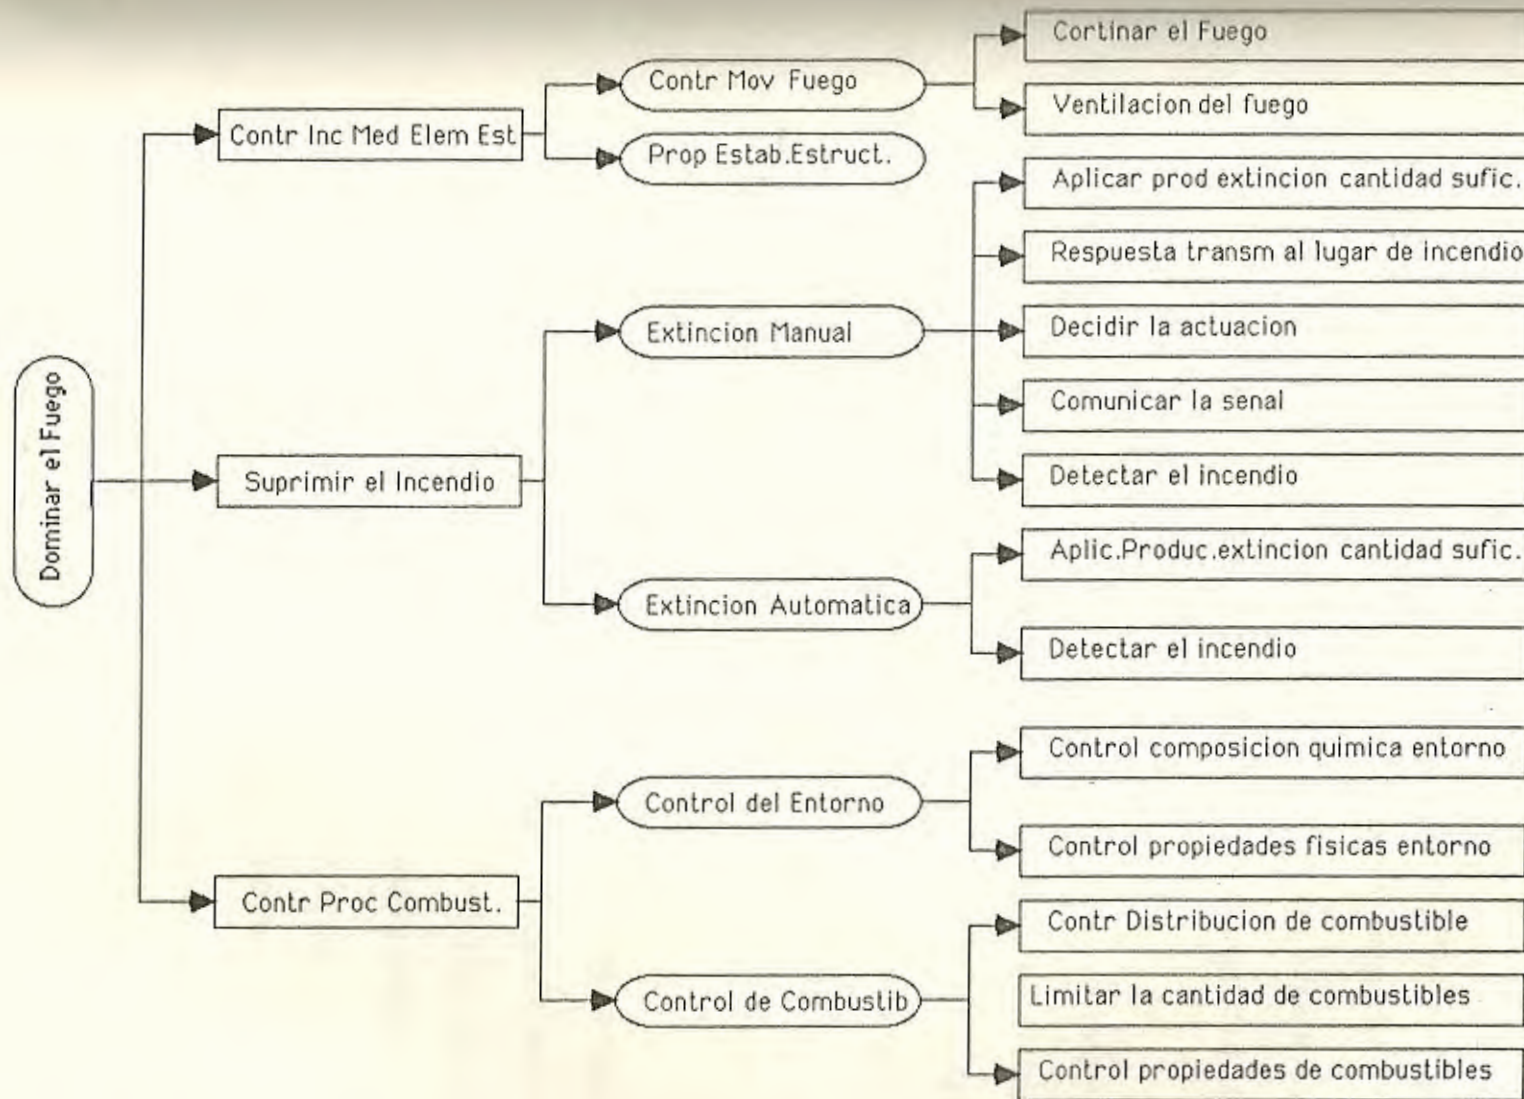 Dominar el Fuego
Contr Inc Med Elem Est
Contr Mov Fuego
Cortinar el Fuego
Ventilacion del fuego
Prop Estab.Estruct.
Suprimir el Incendio
Extincion Manual
Aplicar prod extincion cantidad sufic.
Respuesta transm al lugar de incendio
Decidir la actuacion
Comunicar la senal
Detectar el incendio
Extincion Automatica
Aplic.Produc.extincion cantidad sufic.
Detectar el incendio
Contr Proc Combust.
Control del Entorno
Control composicion quimica entorno
Control propiedades fisicas entorno
Control de Combustib
Contr Distribucion de combustible
Limitar la cantidad de combustibles
Control propiedades de combustibles